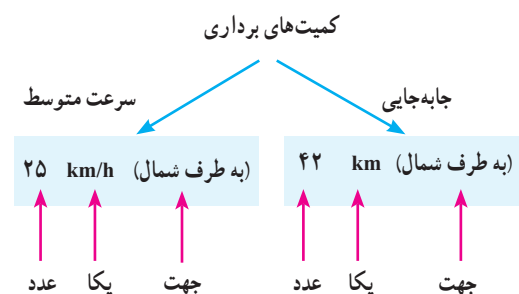 کمیت‌های برداری
جابه‌جایی
سرعت متوسط
۴۲ km (به طرف شمال)
۲۵ km/h (به طرف شمال)
جهت یکا عدد
جهت یکا عدد